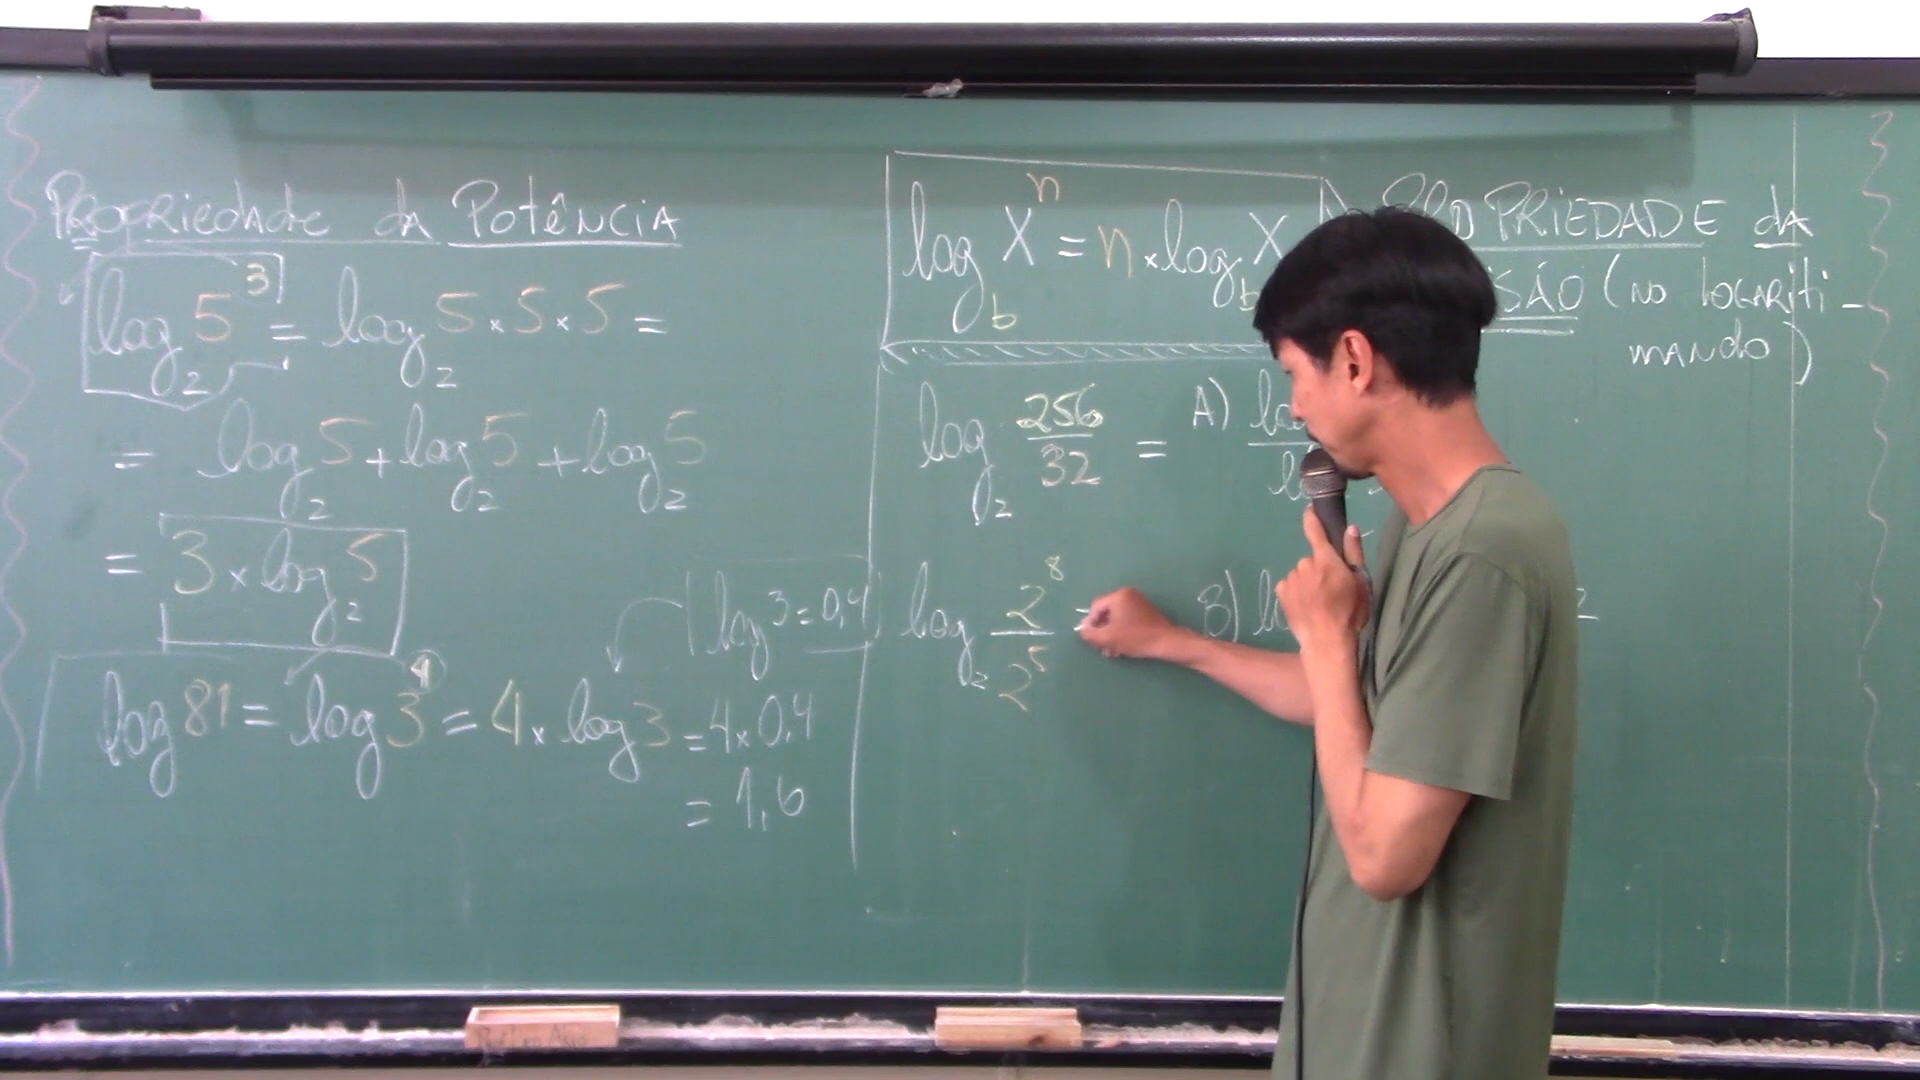 Propriedade da Potência
log₂ 5³ = log₂ 5 × 5 × 5 =
= log₂ 5 + log₂ 5 + log₂ 5
= 3 × log₂ 5
log 3 = 0,4
log 81 = log 3⁴ = 4 × log 3 = 4 × 0,4
= 1,6
log_b Xⁿ = n × log_b X
PRIEDADE da
(no logariti-
mando)
log₂ 256/32 = A)
log₂ 2⁸/2⁵ = B)